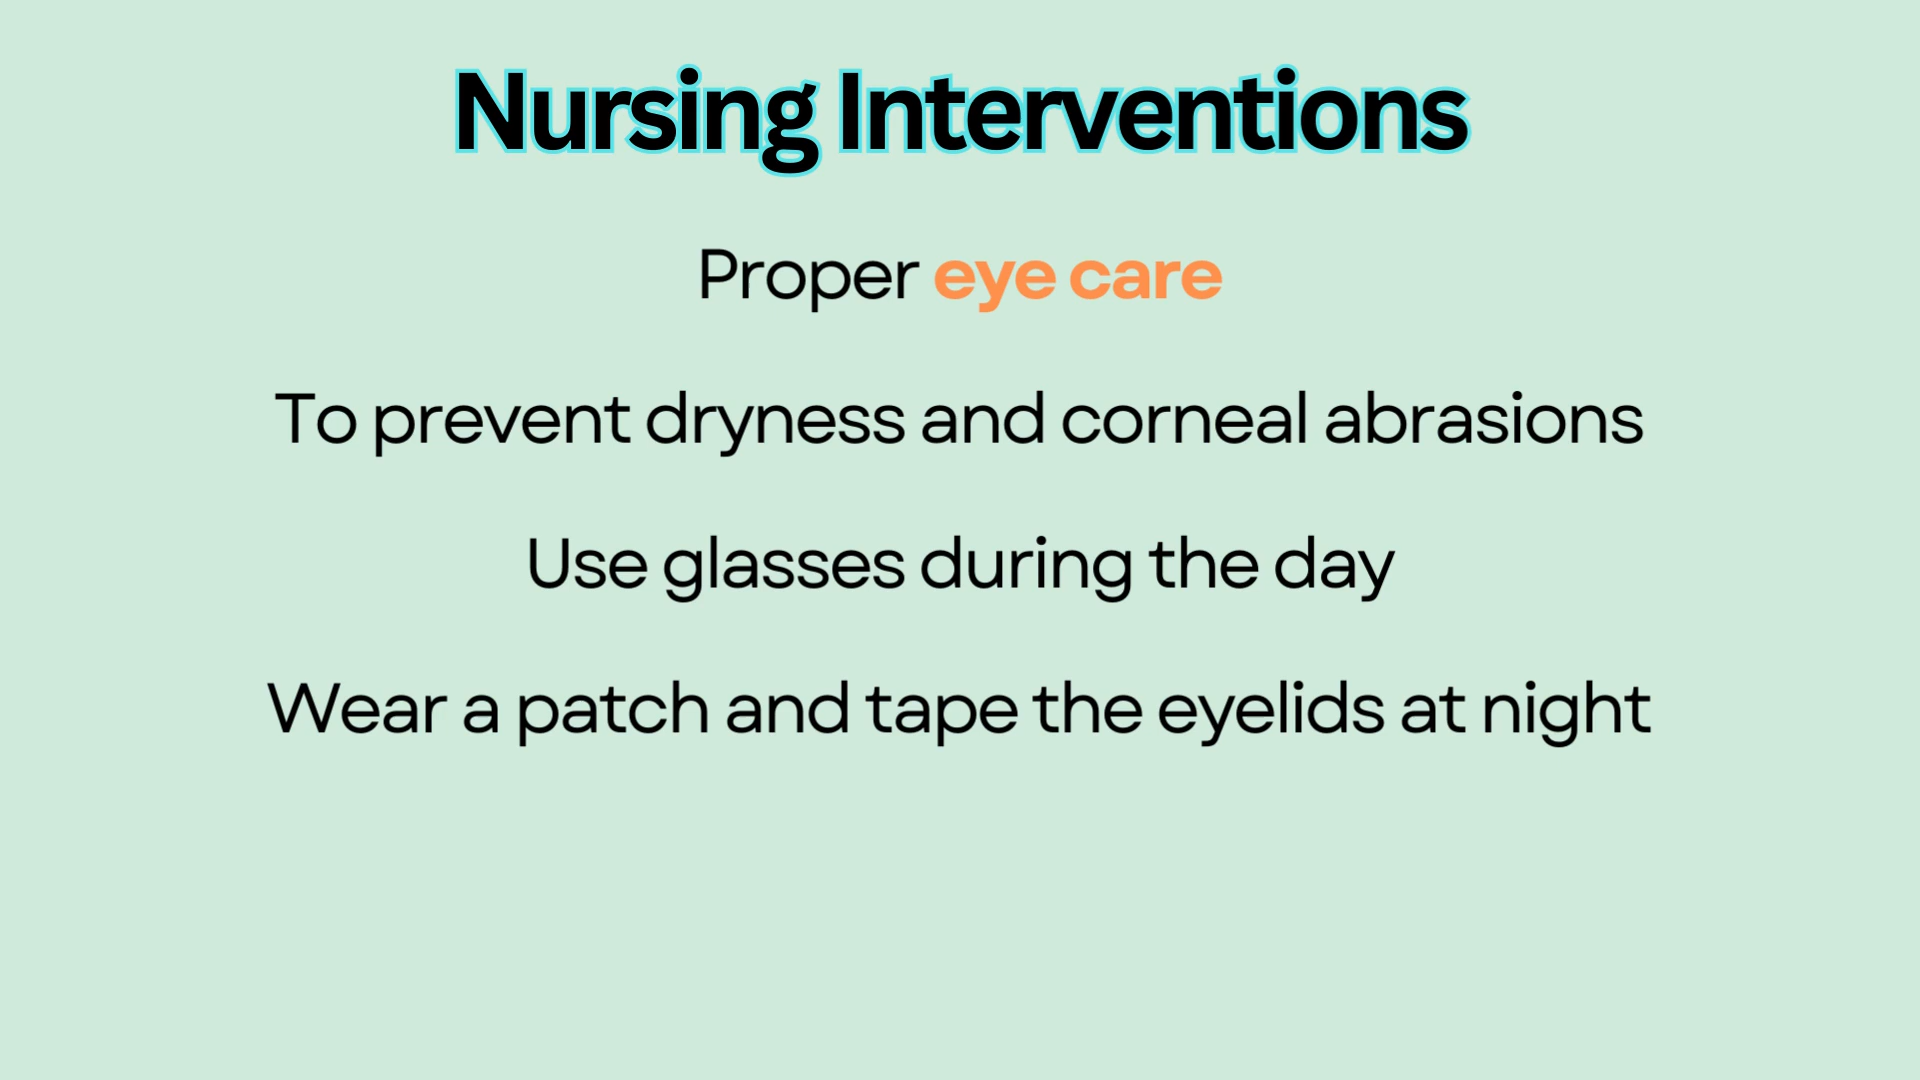 Nursing Interventions
Proper eye care
To prevent dryness and corneal abrasions
Use glasses during the day
Wear a patch and tape the eyelids at night